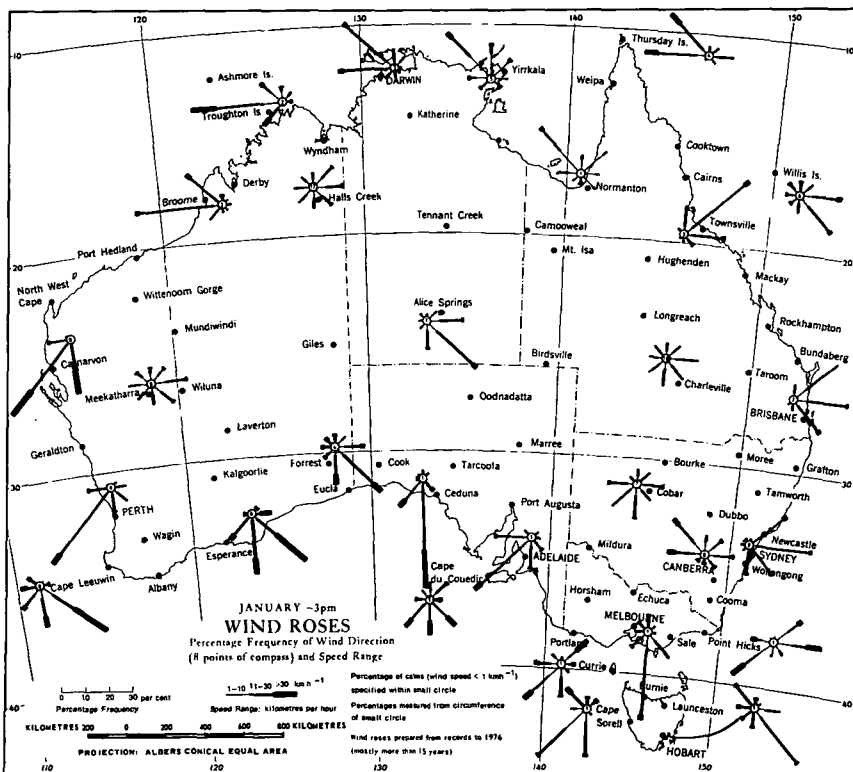 120
130
140
150
10
10
Thursday Is.
Ashmore Is.
DARWIN
Yirrkala
Weipa
Troughton Is.
Katherine
Wyndham
Cooktown
Derby
Cairns
Willis Is.
Broome
Halls Creek
Normanton
Tennant Creek
Camooweal
Townsville
Port Hedland
Mt. Isa
Hughenden
20
20
North West
Cape
Wittenoom Gorge
Mackay
Alice Springs
Longreach
Mundiwindi
Giles
Rockhampton
Birdsville
Bundaberg
Carnarvon
Meekatharra
Wiluna
Charleville
Taroom
Oodnadatta
BRISBANE
Laverton
Geraldton
Marree
Moree
Forrest
Cook
Tarcoola
Bourke
Grafton
Kalgoorlie
30
30
Eucla
Ceduna
Cobar
Tamworth
PERTH
Port Augusta
Dubbo
Wagin
Esperance
Mildura
Newcastle
ADELAIDE
SYDNEY
CANBERRA
Wollongong
Cape Leeuwin
Albany
Cape
du Couedic
Horsham
Echuca
Cooma
JANUARY –3pm
WIND ROSES
Percentage Frequency of Wind Direction
(8 points of compass) and Speed Range
MELBOURNE
Portland
Sale
Point Hicks
Currie
Burnie
0 10 20 30 per cent
Percentage Frequency
1–10 11–30 >30 km h⁻¹
Speed Range: kilometres per hour
Percentage of calms (wind speed < 1 kmh⁻¹)
specified within small circle
Percentages measured from circumference
of small circle
Cape
Sorell
Launceston
40
40
KILOMETRES 200 0 200 400 600 800 KILOMETRES
Wind roses prepared from records to 1976
(mostly more than 15 years)
HOBART
PROJECTION: ALBERS CONICAL EQUAL AREA
110
120
130
140
150